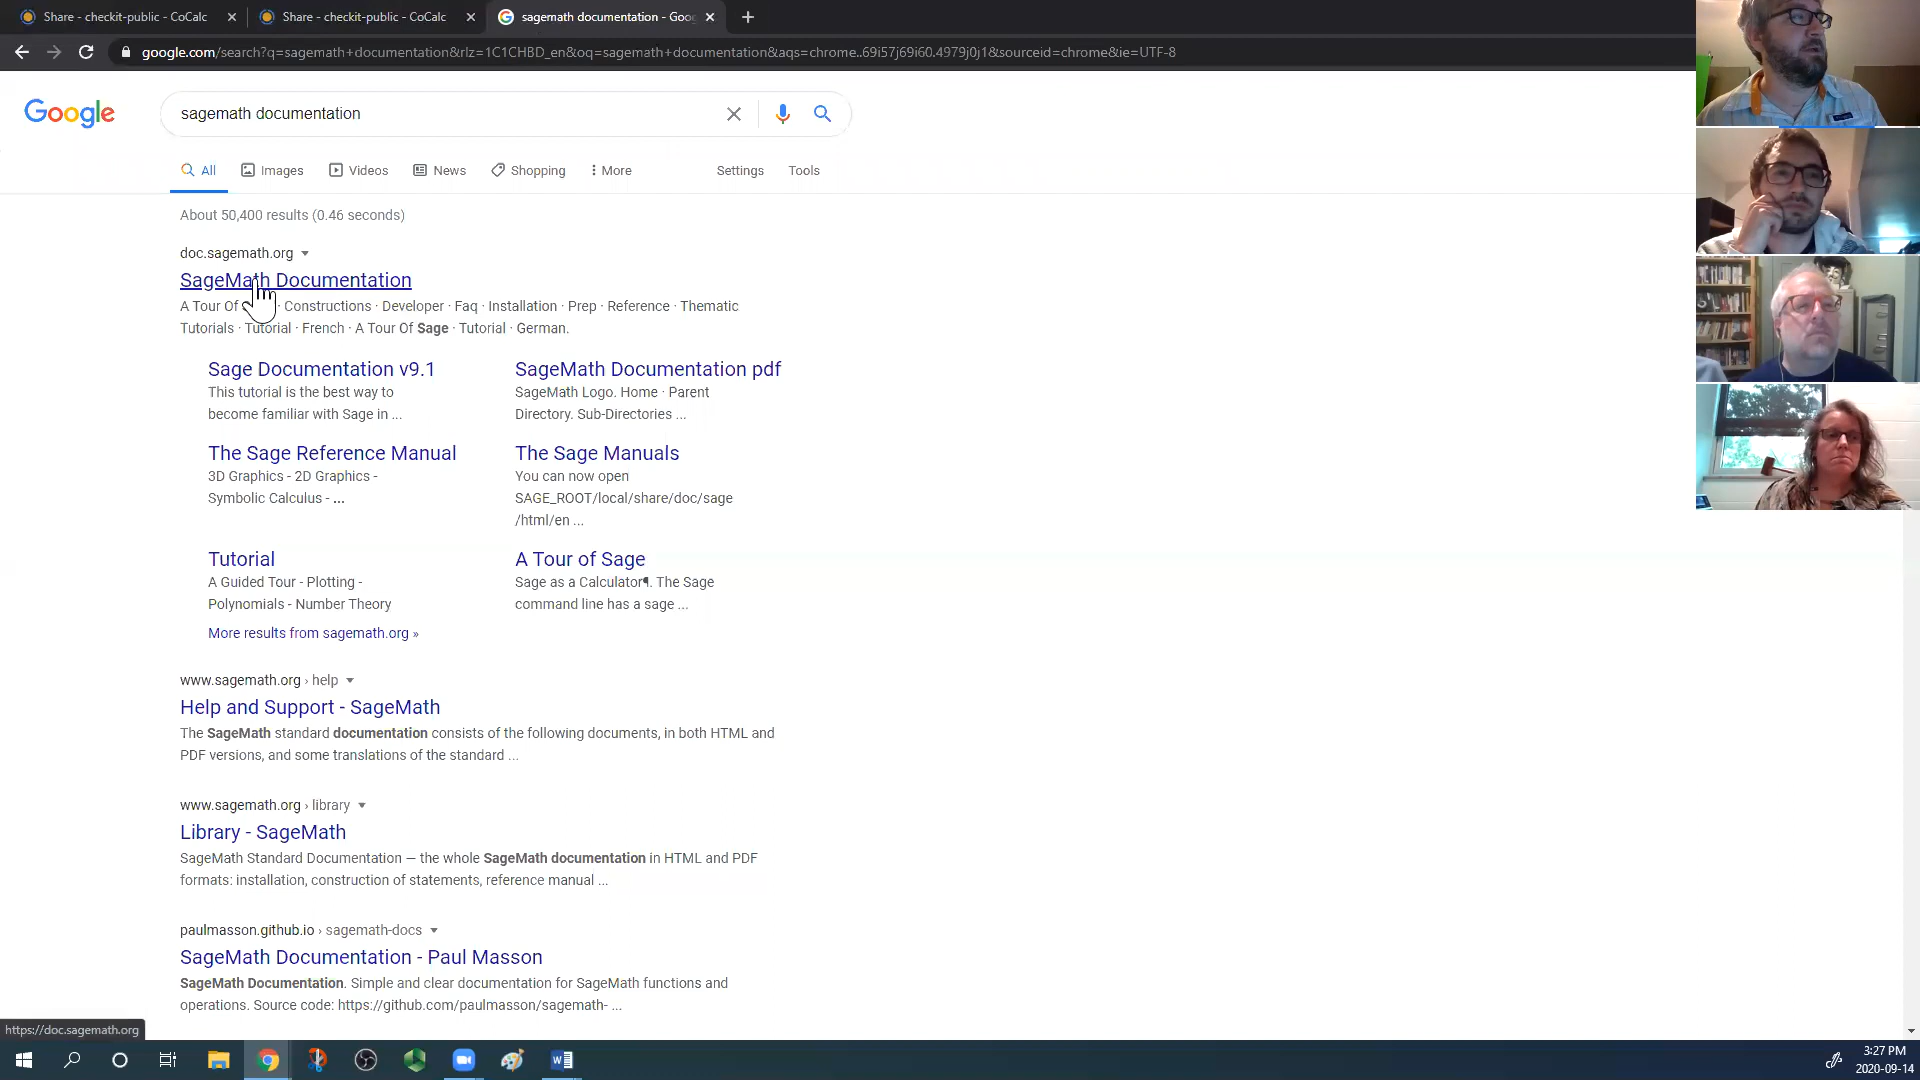 Share - checkit-public - CoCalc
Share - checkit-public - CoCalc
sagemath documentation - Goo
google.com/search?q=sagemath+documentation&rlz=1C1CHBD_en&oq=sagemath+documentation&aqs=chrome..69i57j69i60.4979j0j1&sourceid=chrome&ie=UTF-8
Google
sagemath documentation
All
Images
Videos
News
Shopping
More
Settings
Tools
About 50,400 results (0.46 seconds)
doc.sagemath.org
SageMath Documentation
A Tour Of · Constructions · Developer · Faq · Installation · Prep · Reference · Thematic
Tutorials · Tutorial · French · A Tour Of Sage · Tutorial · German.
Sage Documentation v9.1
This tutorial is the best way to
become familiar with Sage in ...
SageMath Documentation pdf
SageMath Logo. Home · Parent
Directory. Sub-Directories ...
The Sage Reference Manual
3D Graphics - 2D Graphics -
Symbolic Calculus - ...
The Sage Manuals
You can now open
SAGE_ROOT/local/share/doc/sage
/html/en ...
Tutorial
A Guided Tour - Plotting -
Polynomials - Number Theory
A Tour of Sage
Sage as a Calculator¶. The Sage
command line has a sage ...
More results from sagemath.org »
www.sagemath.org › help
Help and Support - SageMath
The SageMath standard documentation consists of the following documents, in both HTML and
PDF versions, and some translations of the standard ...
www.sagemath.org › library
Library - SageMath
SageMath Standard Documentation — the whole SageMath documentation in HTML and PDF
formats: installation, construction of statements, reference manual ...
paulmasson.github.io › sagemath-docs
SageMath Documentation - Paul Masson
SageMath Documentation. Simple and clear documentation for SageMath functions and
operations. Source code: https://github.com/paulmasson/sagemath- ...
https://doc.sagemath.org
3:27 PM
2020-09-14